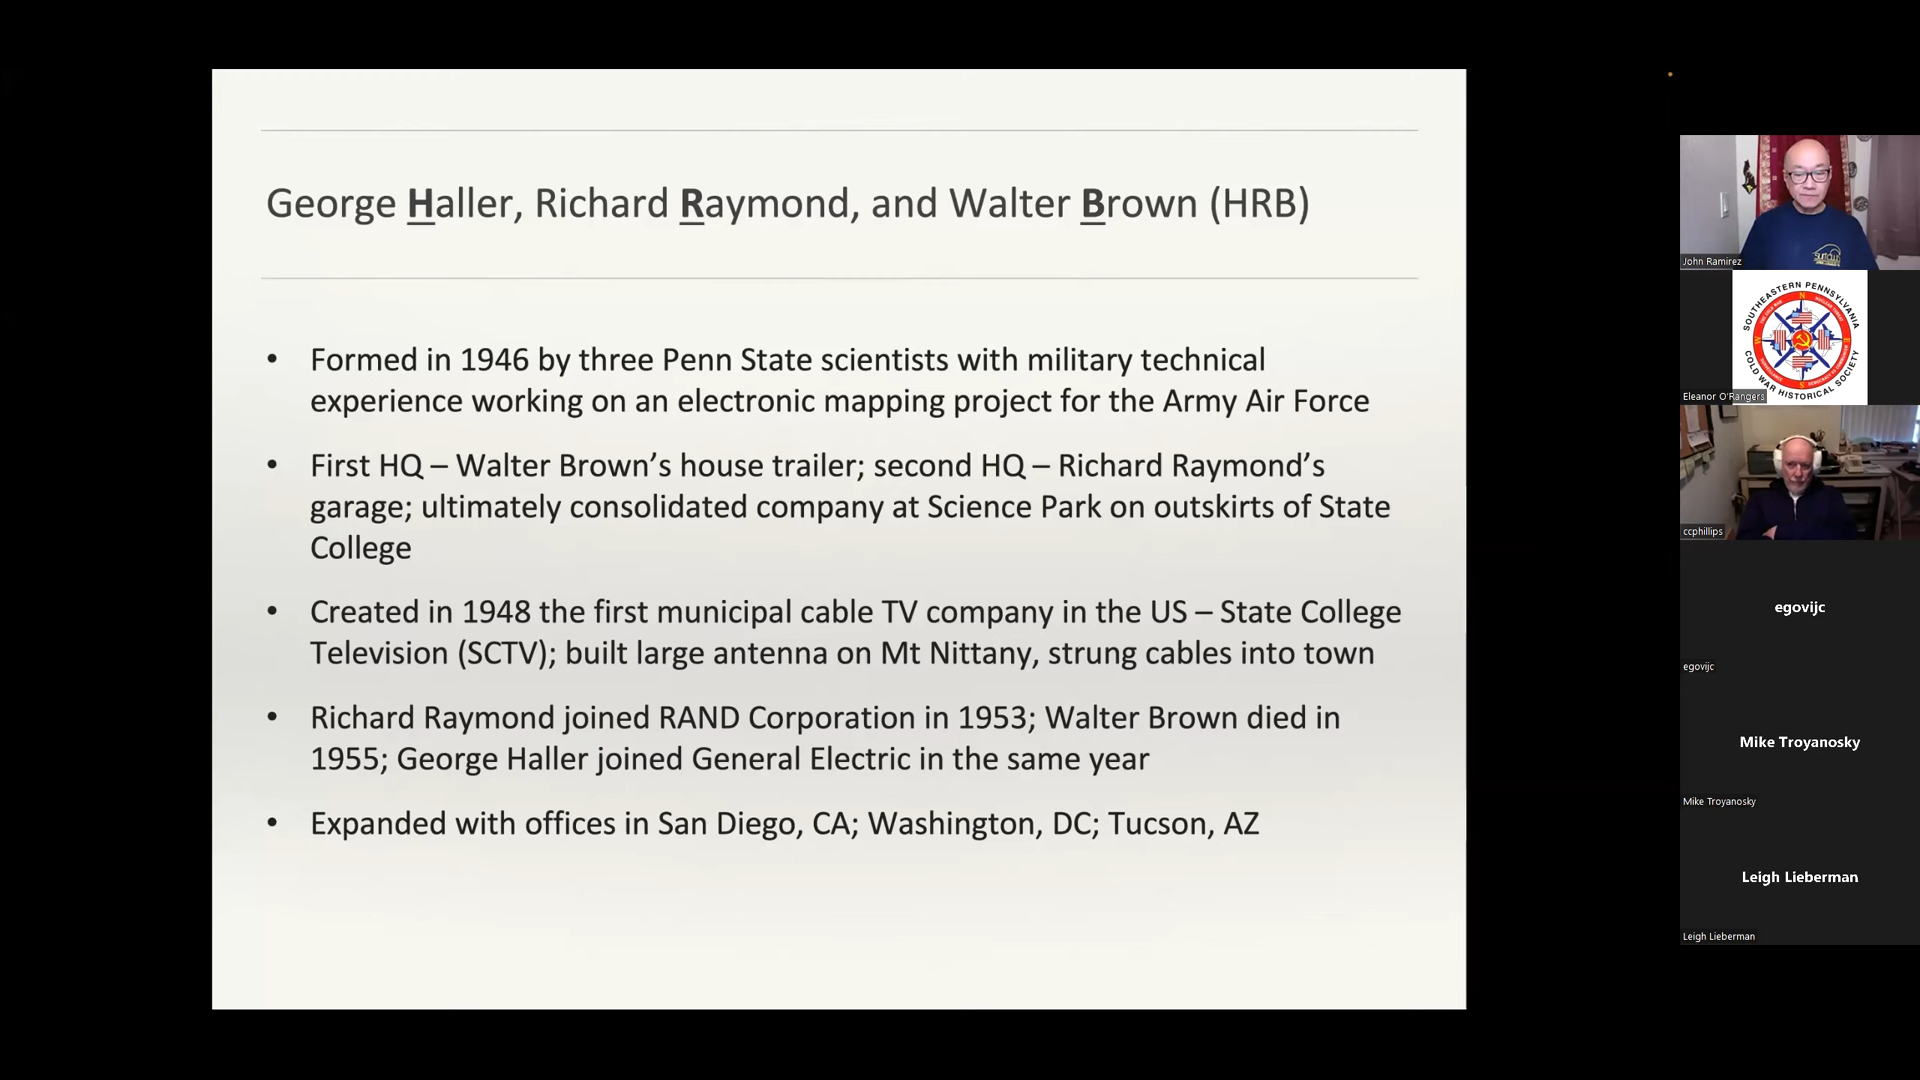 George Haller, Richard Raymond, and Walter Brown (HRB)
• Formed in 1946 by three Penn State scientists with military technical
experience working on an electronic mapping project for the Army Air Force
• First HQ – Walter Brown’s house trailer; second HQ – Richard Raymond’s
garage; ultimately consolidated company at Science Park on outskirts of State
College
• Created in 1948 the first municipal cable TV company in the US – State College
Television (SCTV); built large antenna on Mt Nittany, strung cables into town
• Richard Raymond joined RAND Corporation in 1953; Walter Brown died in
1955; George Haller joined General Electric in the same year
• Expanded with offices in San Diego, CA; Washington, DC; Tucson, AZ
John Ramirez
SOUTHEASTERN PENNSYLVANIA
COLD WAR HISTORICAL SOCIETY
N
W
E
S
Eleanor O'Rangers
ccphillips
egovijc
egovijc
Mike Troyanosky
Mike Troyanosky
Leigh Lieberman
Leigh Lieberman